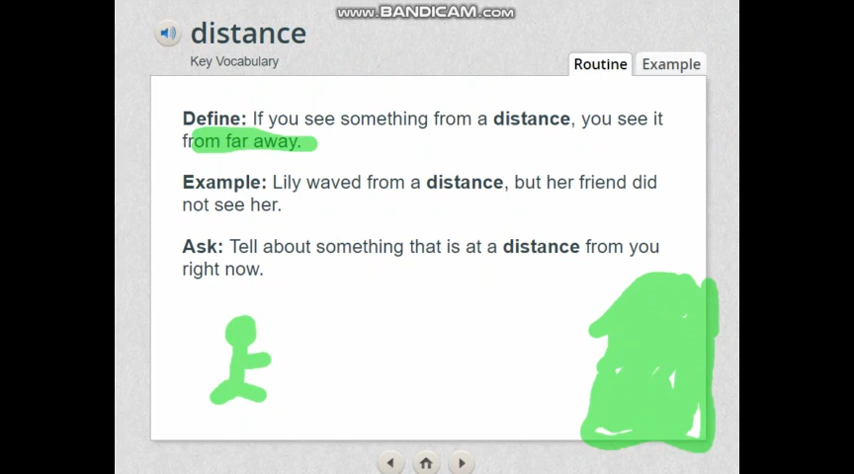 www.BANDICAM.com
distance
Key Vocabulary
Routine Example
Define: If you see something from a distance, you see it
from far away.
Example: Lily waved from a distance, but her friend did
not see her.
Ask: Tell about something that is at a distance from you
right now.